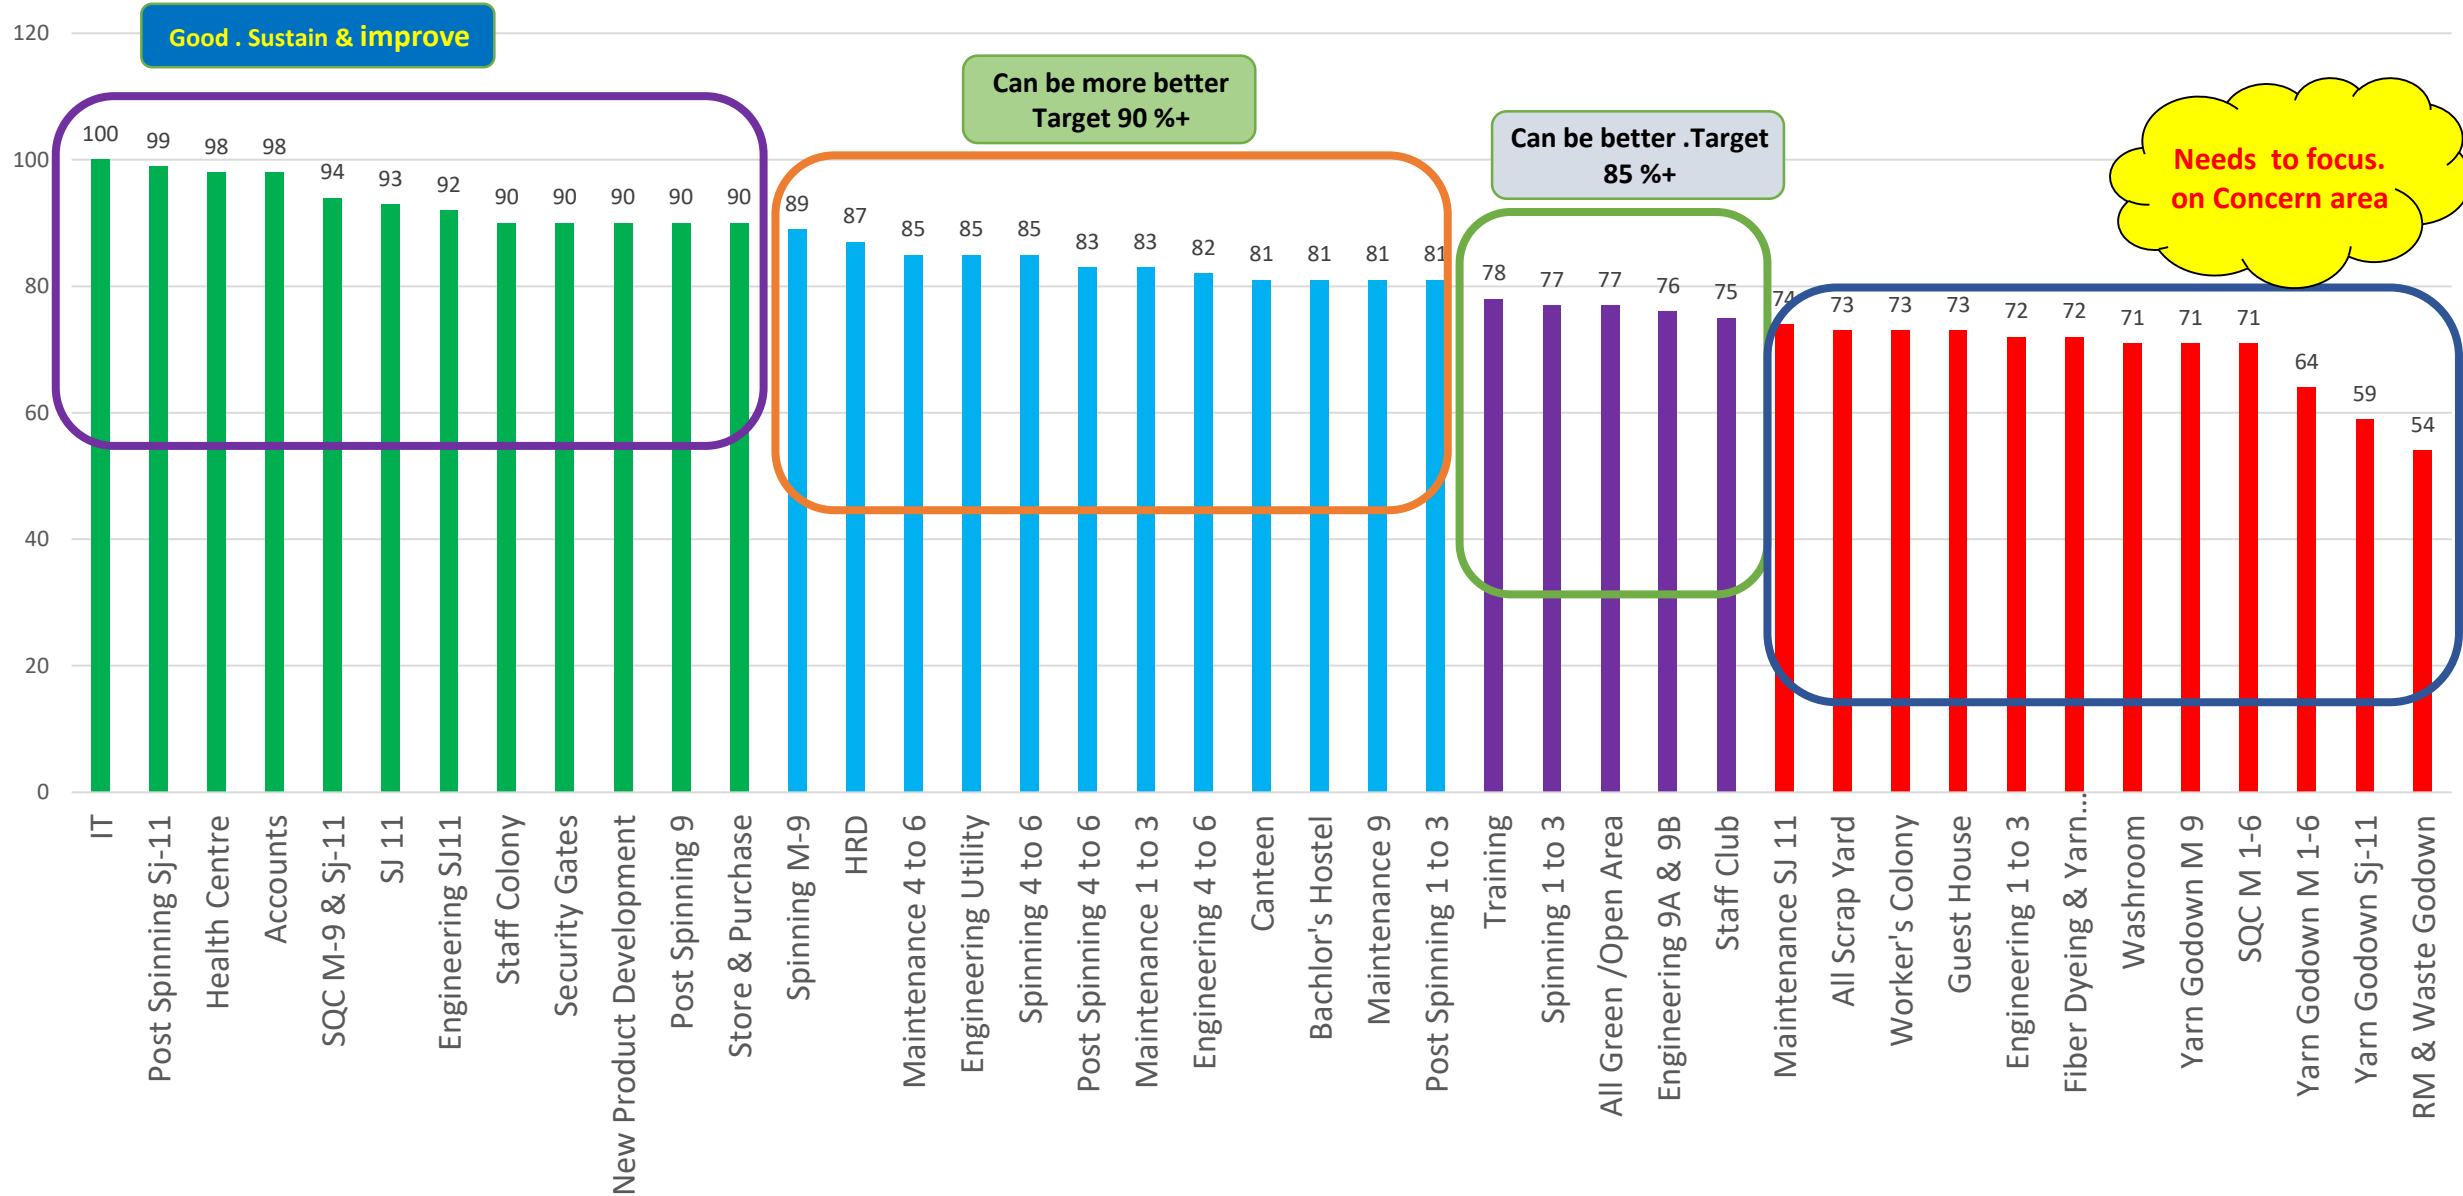 Good . Sustain & improve
Can be more better
Target 90 %+
Can be better .Target
85 %+
Needs  to focus.
on Concern area
120
100
80
60
40
20
0
100
99
98
98
94
93
92
90
90
90
90
90
89
87
85
85
85
83
83
82
81
81
81
81
78
77
77
76
75
74
73
73
73
72
72
71
71
71
64
59
54
IT
Post Spinning Sj-11
Health Centre
Accounts
SQC M-9 & Sj-11
SJ 11
Engineering SJ11
Staff Colony
Security Gates
New Product Development
Post Spinning 9
Store & Purchase
Spinning M-9
HRD
Maintenance 4 to 6
Engineering Utility
Spinning 4 to 6
Post Spinning 4 to 6
Maintenance 1 to 3
Engineering 4 to 6
Canteen
Bachlor's Hostel
Maintenance 9
Post Spinning 1 to 3
Training
Spinning 1 to 3
All Green /Open Area
Engineering 9A & 9B
Staff Club
Maintenance SJ 11
All Scrap Yard
Worker's Colony
Guest House
Engineering 1 to 3
Fiber Dyeing & Yarn...
Washroom
Yarn Godown M 9
SQC M 1-6
Yarn Godown M 1-6
Yarn Godown Sj-11
RM & Waste Godown